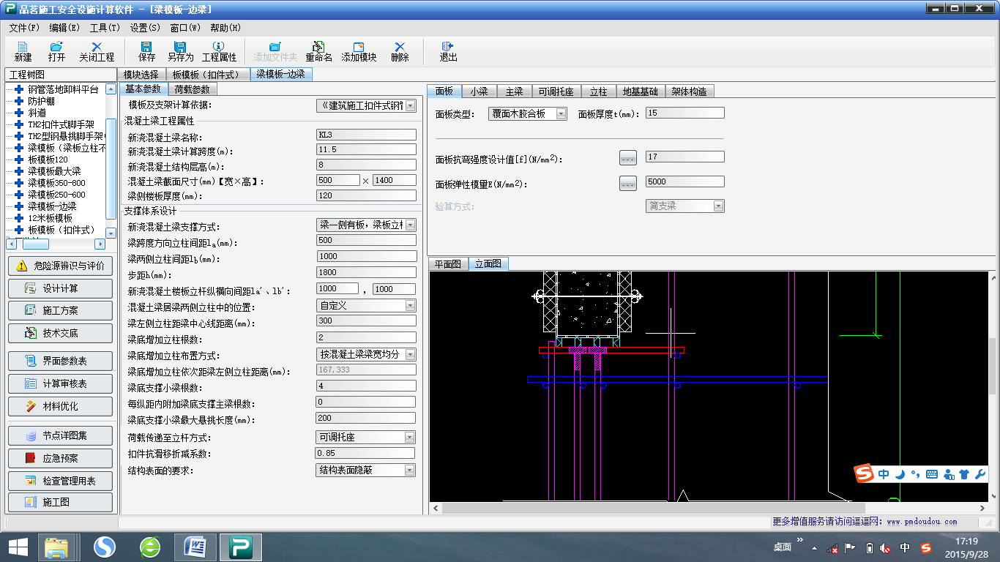 品茗施工安全设施计算软件 - [梁模板-边梁]
文件(F) 编辑(E) 工具(T) 设置(S) 窗口(W) 帮助(H)
新建 打开 关闭工程 保存 另存为 工程属性 添加文件夹 重命名 添加模块 删除 退出
工程树图
钢管落地卸料平台
防护棚
斜道
TH2扣件式脚手架
TH2型钢悬挑脚手架
梁模板（梁板立柱不
板模板120
梁模板最大梁
梁模板350-800
梁模板250-600
梁模板-边梁
12米板模板
板模板（扣件式）
危险源辨识与评价
设计计算
施工方案
技术交底
界面参数表
计算审核表
材料优化
节点详图集
应急预案
检查管理用表
施工图
模块选择 板模板（扣件式） 梁模板-边梁
基本参数 荷载参数
模板及支架计算依据: 《建筑施工扣件式钢管
混凝土梁工程属性
新浇混凝土梁名称: KL3
新浇混凝土梁计算跨度(m): 11.5
新浇混凝土结构层高(m): 8
混凝土梁截面尺寸(mm)【宽×高】: 500 × 1400
梁侧楼板厚度(mm): 120
支撑体系设计
新浇混凝土梁支撑方式: 梁一侧有板，梁板立柱
梁跨度方向立柱间距la(mm): 500
梁两侧立柱间距lb(mm): 1000
步距h(mm): 1800
新浇混凝土楼板立杆纵横向间距la'、lb': 1000 ， 1000
混凝土梁居梁两侧立柱中的位置: 自定义
梁左侧立柱距梁中心线距离(mm): 300
梁底增加立柱根数: 2
梁底增加立柱布置方式: 按混凝土梁梁宽均分
梁底增加立柱依次距梁左侧立柱距离(mm): 167,333
梁底支撑小梁根数: 4
每纵距内附加梁底支撑主梁根数: 0
梁底支撑小梁最大悬挑长度(mm): 200
荷载传递至立杆方式: 可调托座
扣件抗滑移折减系数: 0.85
结构表面的要求: 结构表面隐蔽
面板 小梁 主梁 可调托座 立柱 地基基础 架体构造
面板类型: 覆面木胶合板 面板厚度t(mm): 15
面板抗弯强度设计值[f](N/mm²): ... 17
面板弹性模量E(N/mm²): ... 5000
验算方式: 简支梁
平面图 立面图
中
更多增值服务请访问逗逗网: www.pmdoudou.com
桌面 » 中 17:19
2015/9/28